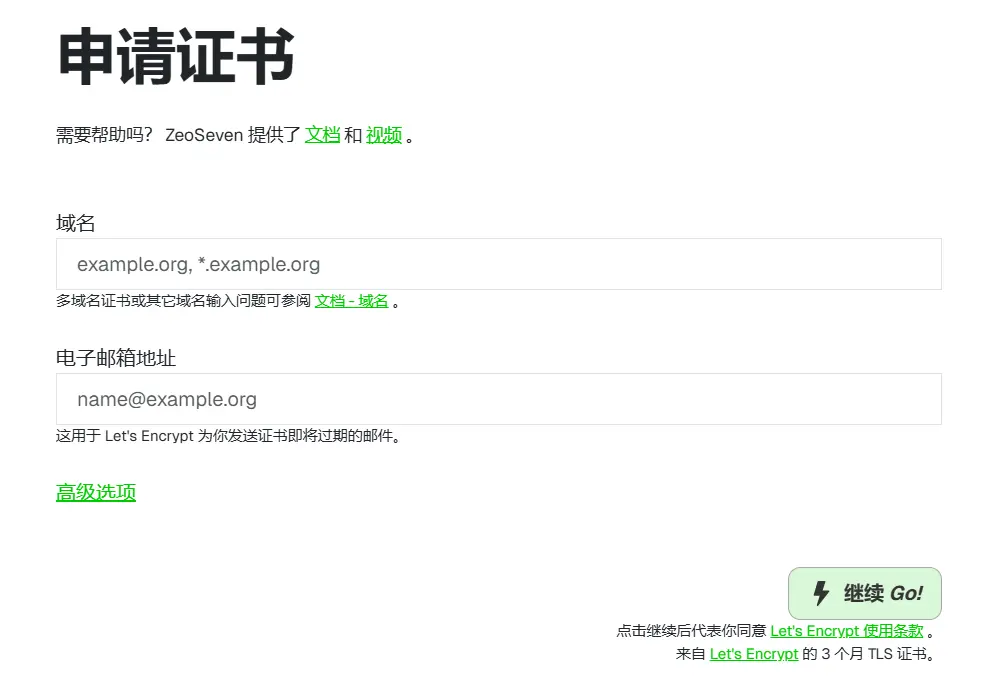 申请证书
需要帮助吗? ZeoSeven 提供了 文档 和 视频 。
域名
example.org, *.example.org
多域名证书或其它域名输入问题可参阅 文档 - 域名 。
电子邮箱地址
name@example.org
这用于 Let's Encrypt 为你发送证书即将过期的邮件。
高级选项
继续 Go!
点击继续后代表你同意 Let's Encrypt 使用条款 。
来自 Let's Encrypt 的 3 个月 TLS 证书。